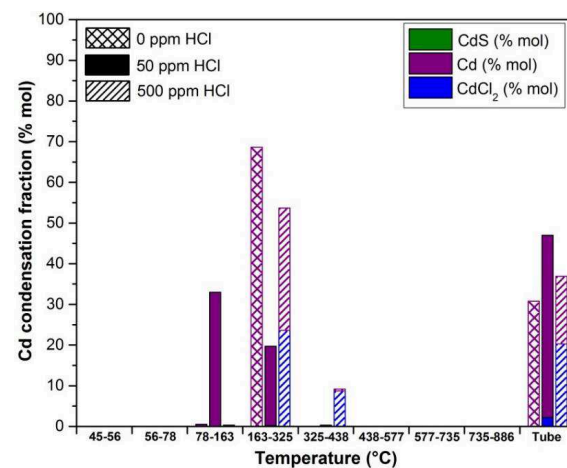 Cd condensation fraction (% mol)
100
90
80
70
60
50
40
30
20
10
0
0 ppm HCl
50 ppm HCl
500 ppm HCl
CdS (% mol)
Cd (% mol)
CdCl₂ (% mol)
45-56 56-78 78-163 163-325 325-438 438-577 577-735 735-886 Tube
Temperature (°C)